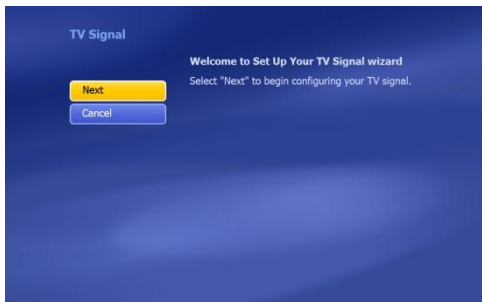 TV Signal
Welcome to Set Up Your TV Signal wizard
Select "Next" to begin configuring your TV signal.
Next
Cancel